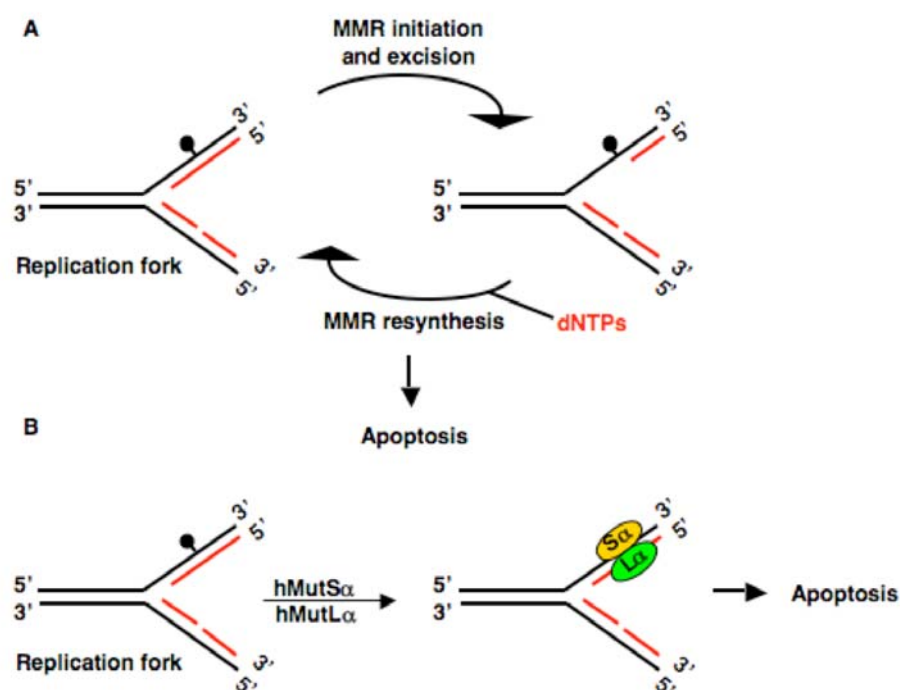 A
MMR initiation
and excision
3'
5'
5'
3'
3'
5'
Replication fork
3'
5'
5'
3'
3'
5'
MMR resynthesis
dNTPs
Apoptosis
B
3'
5'
5'
3'
3'
5'
Replication fork
hMutSα
hMutLα
3'
5'
Sα
Lα
5'
3'
3'
5'
Apoptosis